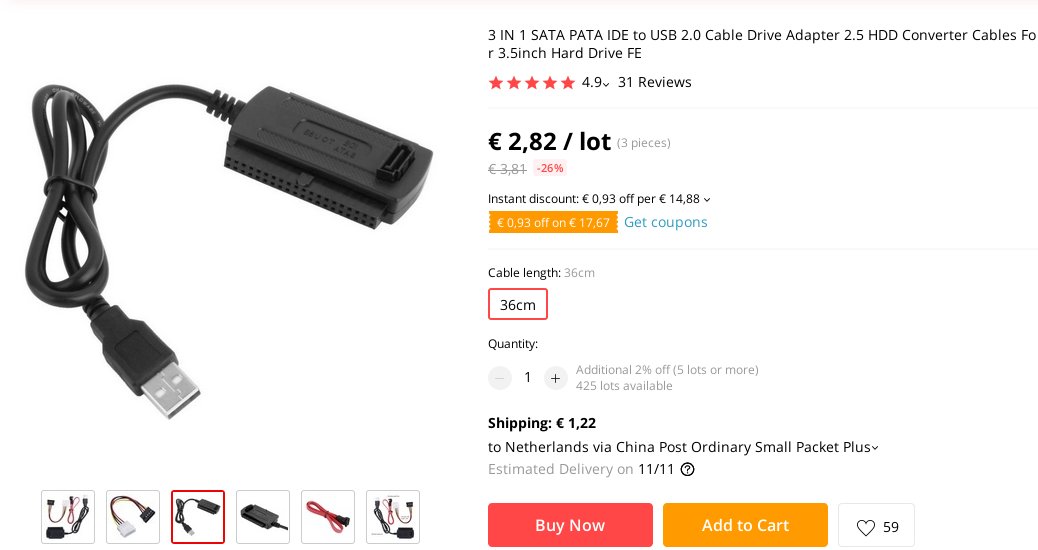 3 IN 1 SATA PATA IDE to USB 2.0 Cable Drive Adapter 2.5 HDD Converter Cables Fo
r 3.5inch Hard Drive FE
4.9 31 Reviews
€ 2,82 / lot (3 pieces)
€ 3,81 -26%
Instant discount: € 0,93 off per € 14,88
€ 0,93 off on € 17,67 Get coupons
Cable length: 36cm
36cm
Quantity:
1
Additional 2% off (5 lots or more)
425 lots available
Shipping: € 1,22
to Netherlands via China Post Ordinary Small Packet Plus
Estimated Delivery on 11/11
Buy Now
Add to Cart
59